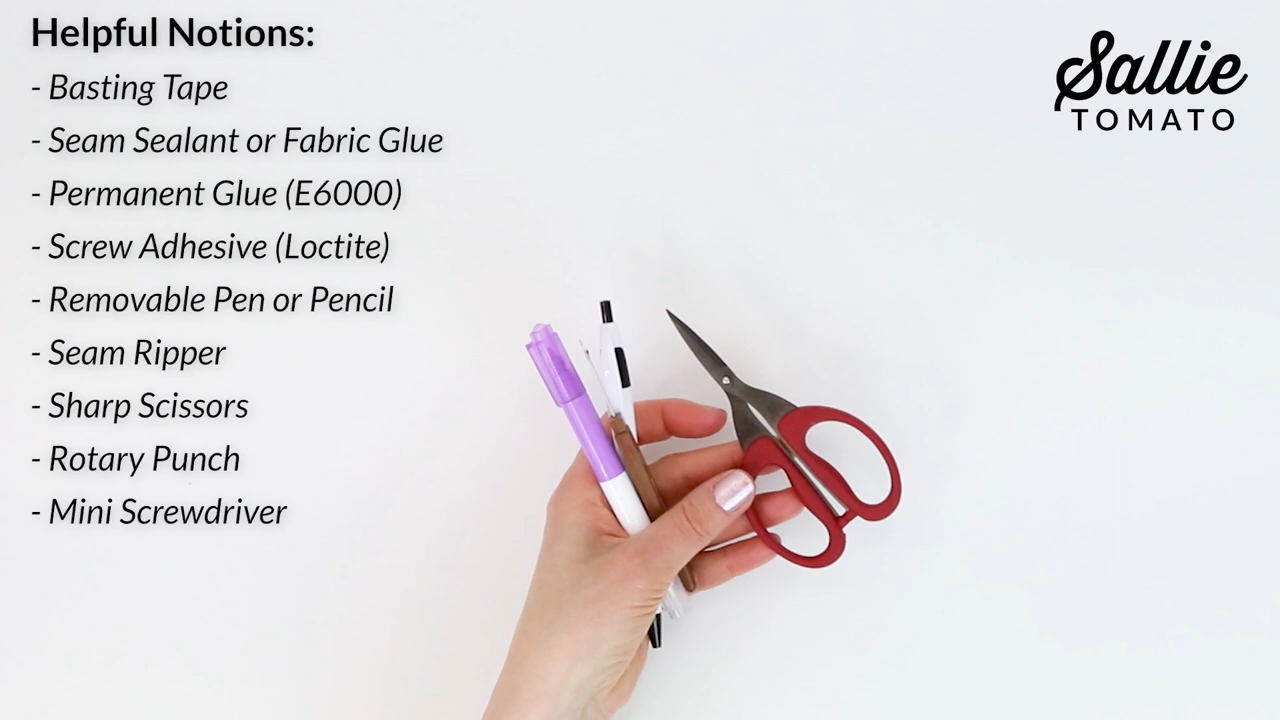 Helpful Notions:
- Basting Tape
- Seam Sealant or Fabric Glue
- Permanent Glue (E6000)
- Screw Adhesive (Loctite)
- Removable Pen or Pencil
- Seam Ripper
- Sharp Scissors
- Rotary Punch
- Mini Screwdriver
Sallie
TOMATO